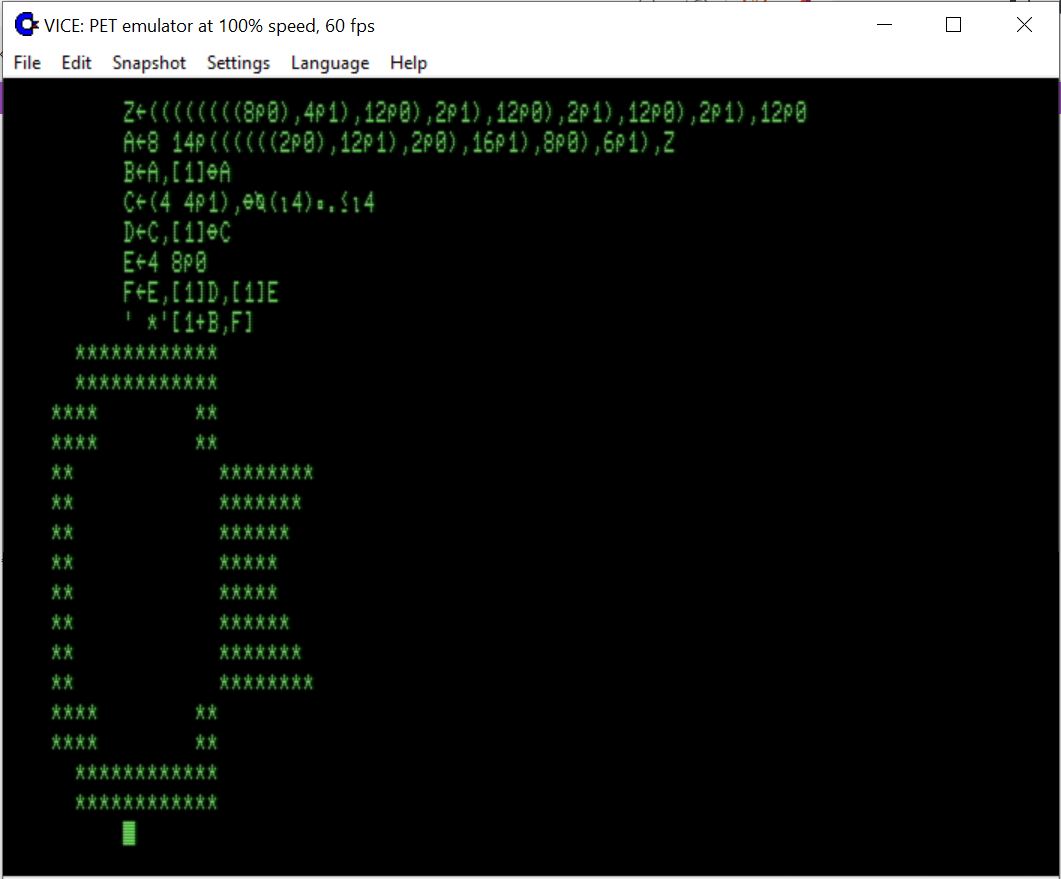 VICE: PET emulator at 100% speed, 60 fps
File Edit Snapshot Settings Language Help
      Z←((((((((8⍴0),4⍴1),12⍴0),2⍴1),12⍴0),2⍴1),12⍴0),2⍴1),12⍴0
      A←8 14⍴((((((2⍴0),12⍴1),2⍴0),16⍴1),8⍴0),6⍴1),Z
      B←A,[1]⊖A
      C←(4 4⍴1),⊖⍉(⍳4)∘.≤⍳4
      D←C,[1]⊖C
      E←4 8⍴0
      F←E,[1]D,[1]E
      ' *'[1+B,F]
  ************
  ************
****        **
****        **
**            ********
**            *******
**            ******
**            *****
**            *****
**            ******
**            *******
**            ********
****        **
****        **
  ************
  ************